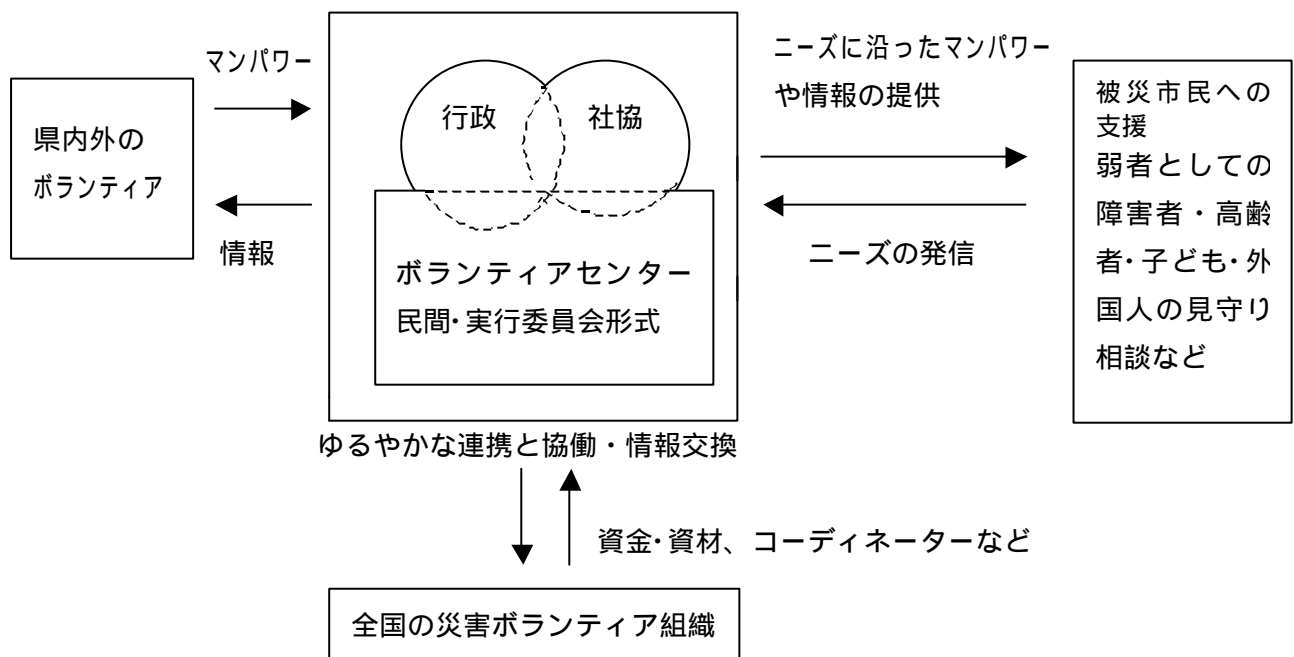 マンパワー
県内外の
ボランティア
情報
行政
社協
ボランティアセンター
民間・実行委員会形式
ニーズに沿ったマンパワー
や情報の提供
ニーズの発信
被災市民への
支援
弱者としての
障害者・高齢
者・子ども・外
国人の見守り
相談など
ゆるやかな連携と協働・情報交換
資金・資材、コーディネーターなど
全国の災害ボランティア組織